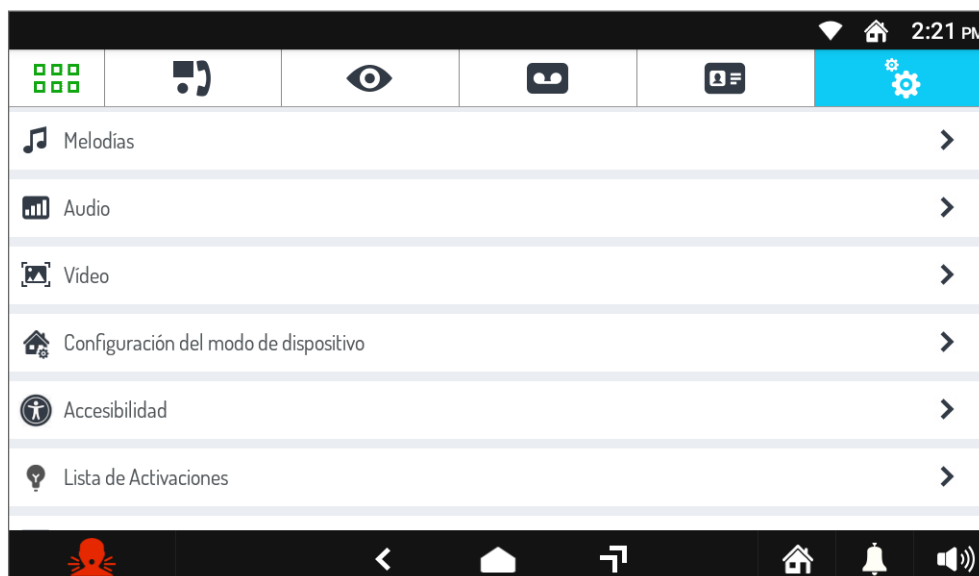 2:21 PM
Melodías
Audio
Vídeo
Configuración del modo de dispositivo
Accesibilidad
Lista de Activaciones